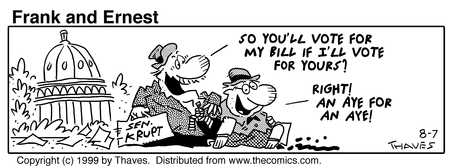 Frank and Ernest
SO YOU'LL VOTE FOR
MY BILL IF I'LL VOTE
FOR YOURS?
RIGHT!
AN AYE FOR
AN AYE!
SEN.
KRUPT
8-7
THAVES
Copyright (c) 1999 by Thaves. Distributed from www.thecomics.com.